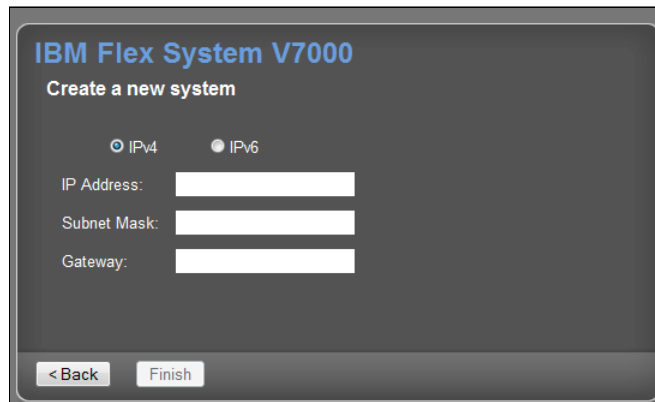 IBM Flex System V7000
Create a new system
IPv4 IPv6
IP Address:
Subnet Mask:
Gateway:
< Back Finish